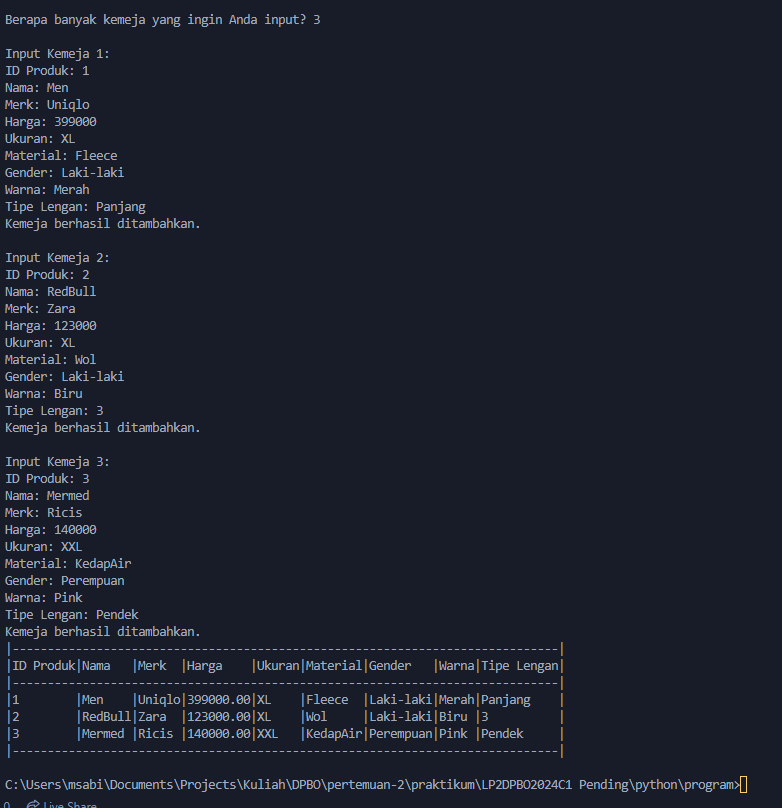 Berapa banyak kemeja yang ingin Anda input? 3
Input Kemeja 1:
ID Produk: 1
Nama: Men
Merk: Uniqlo
Harga: 399000
Ukuran: XL
Material: Fleece
Gender: Laki-laki
Warna: Merah
Tipe Lengan: Panjang
Kemeja berhasil ditambahkan.
Input Kemeja 2:
ID Produk: 2
Nama: RedBull
Merk: Zara
Harga: 123000
Ukuran: XL
Material: Wol
Gender: Laki-laki
Warna: Biru
Tipe Lengan: 3
Kemeja berhasil ditambahkan.
Input Kemeja 3:
ID Produk: 3
Nama: Mermed
Merk: Ricis
Harga: 140000
Ukuran: XXL
Material: KedapAir
Gender: Perempuan
Warna: Pink
Tipe Lengan: Pendek
Kemeja berhasil ditambahkan.
|------------------------------------------------------------------------------|
|ID Produk|Nama   |Merk  |Harga    |Ukuran|Material|Gender   |Warna|Tipe Lengan|
|------------------------------------------------------------------------------|
|1        |Men    |Uniqlo|399000.00|XL    |Fleece  |Laki-laki|Merah|Panjang    |
|2        |RedBull|Zara  |123000.00|XL    |Wol     |Laki-laki|Biru |3          |
|3        |Mermed |Ricis |140000.00|XXL   |KedapAir|Perempuan|Pink |Pendek     |
|------------------------------------------------------------------------------|
C:\Users\msabi\Documents\Projects\Kuliah\DPBO\pertemuan-2\praktikum\LP2DPBO2024C1 Pending\python\program>
0 Live Share